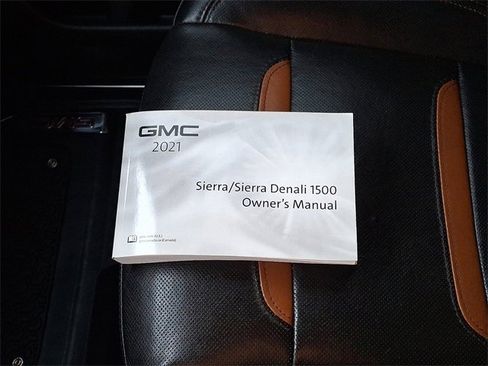 GMC
2021
Sierra/Sierra Denali 1500
Owner's Manual